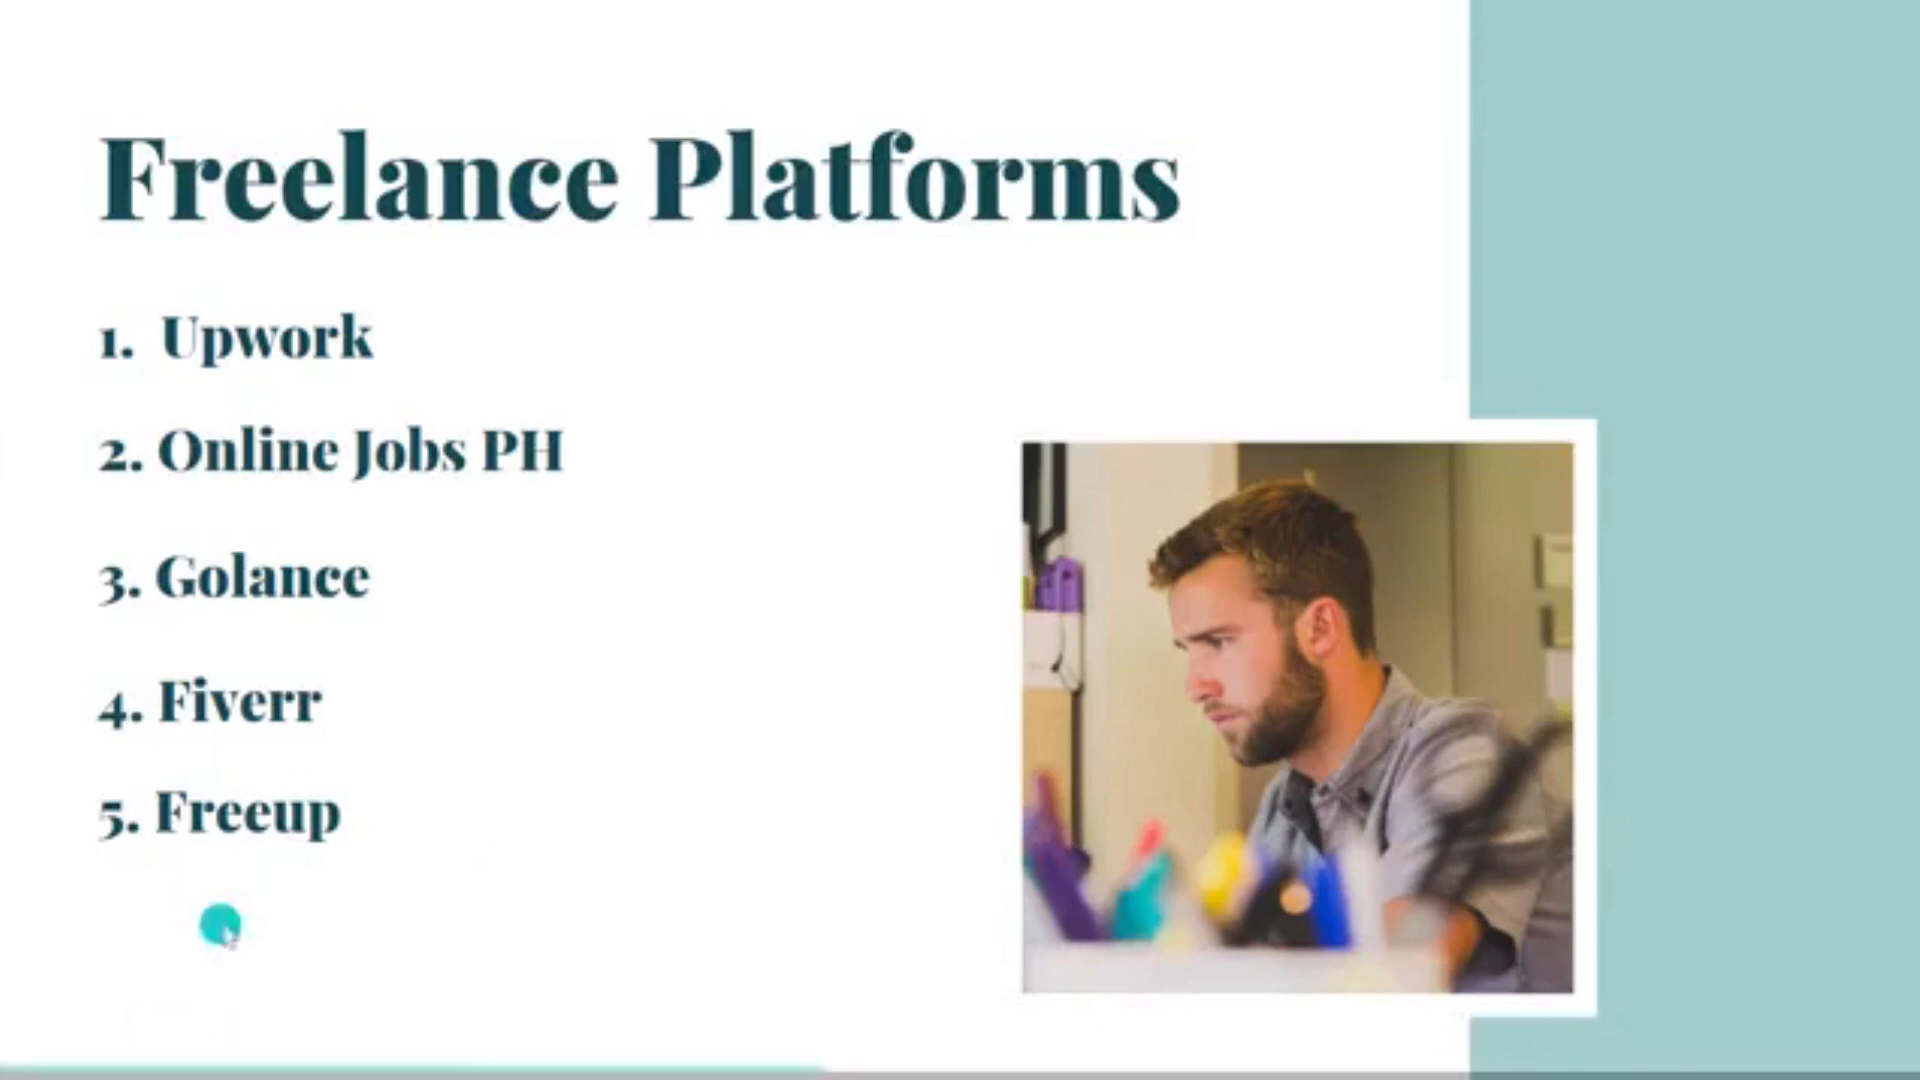 Freelance Platforms
1. Upwork
2. Online Jobs PH
3. Golance
4. Fiverr
5. Freeup